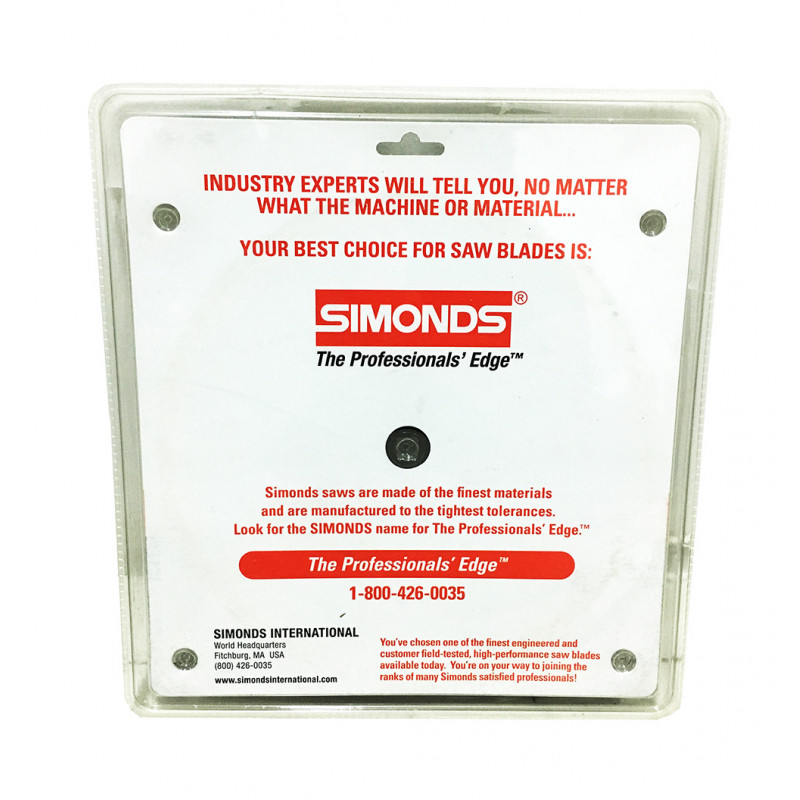 INDUSTRY EXPERTS WILL TELL YOU, NO MATTER
WHAT THE MACHINE OR MATERIAL...
YOUR BEST CHOICE FOR SAW BLADES IS:
SIMONDS®
The Professionals' Edge™
Simonds saws are made of the finest materials
and are manufactured to the tightest tolerances.
Look for the SIMONDS name for The Professionals' Edge.™
The Professionals' Edge™
1-800-426-0035
SIMONDS INTERNATIONAL
World Headquarters
Fitchburg, MA USA
(800) 426-0035
www.simondsinternational.com
You've chosen one of the finest engineered and
customer field-tested, high-performance saw blades
available today. You're on your way to joining the
ranks of many Simonds satisfied professionals!